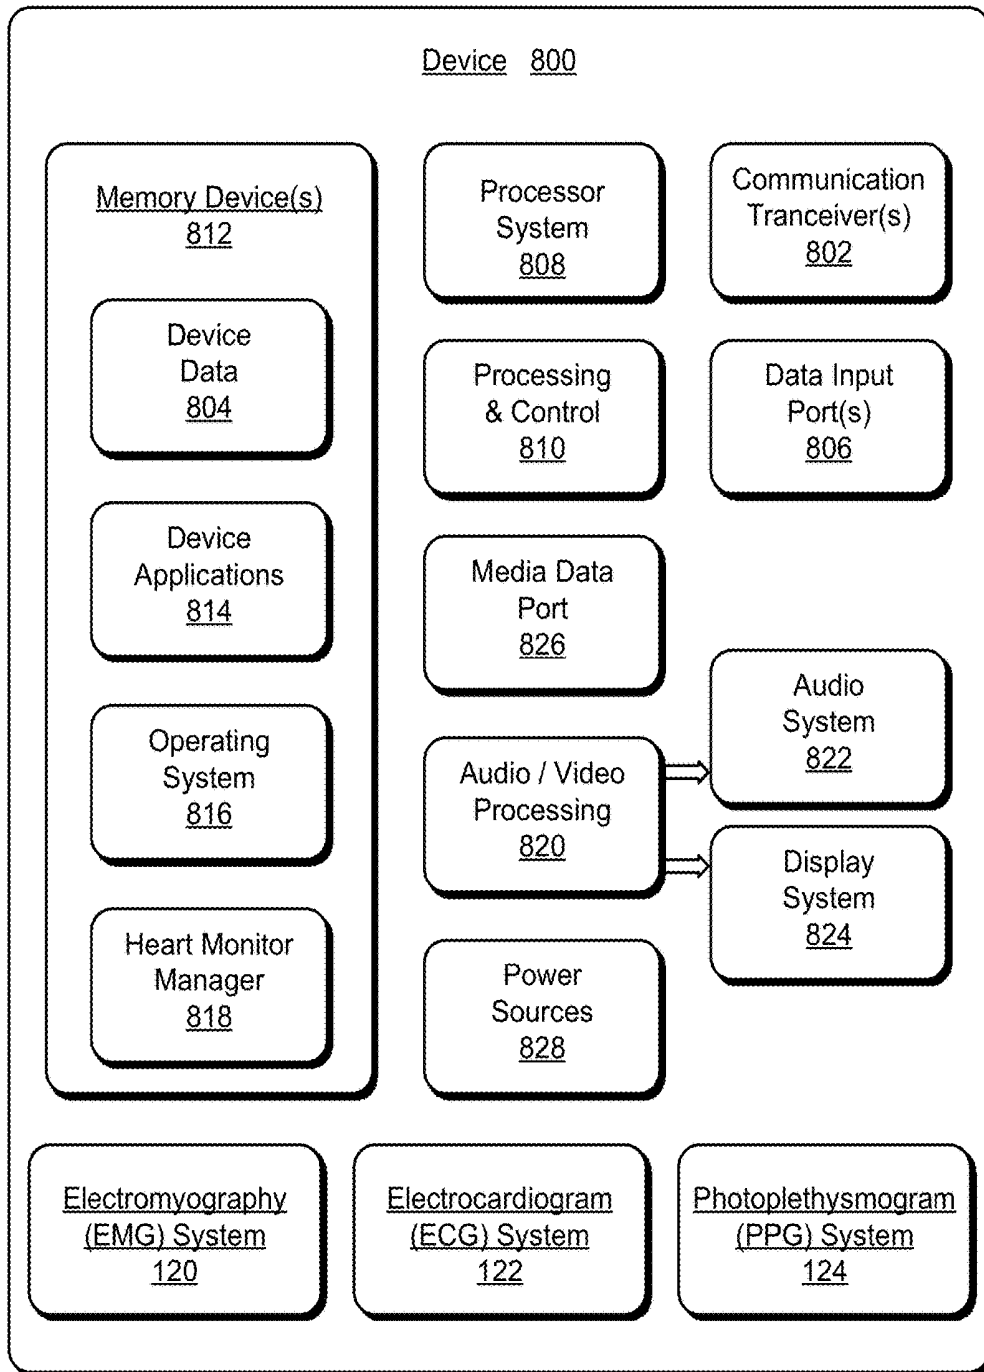 Device 800
Memory Device(s)
812
Device
Data
804
Device
Applications
814
Operating
System
816
Heart Monitor
Manager
818
Processor
System
808
Communication
Tranceiver(s)
802
Processing
& Control
810
Data Input
Port(s)
806
Media Data
Port
826
Audio
System
822
Audio / Video
Processing
820
Display
System
824
Power
Sources
828
Electromyography
(EMG) System
120
Electrocardiogram
(ECG) System
122
Photoplethysmogram
(PPG) System
124